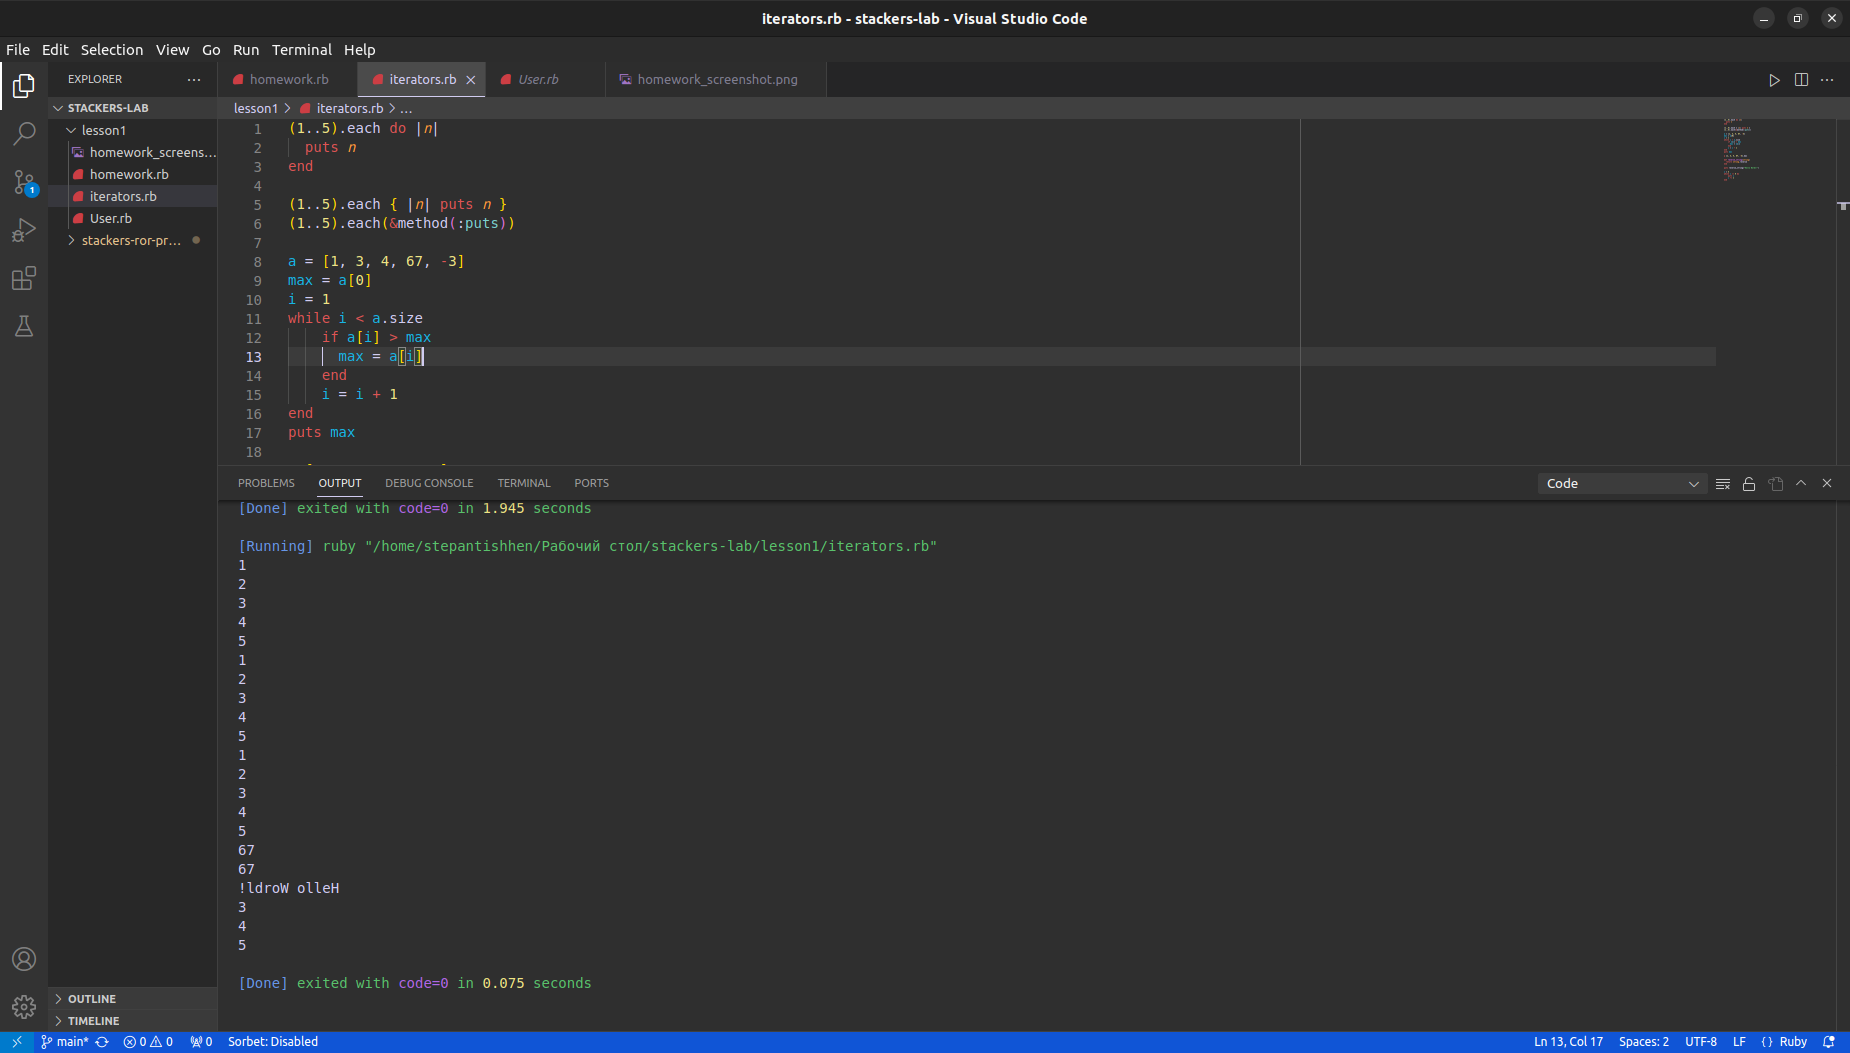 iterators.rb - stackers-lab - Visual Studio Code
File Edit Selection View Go Run Terminal Help
EXPLORER
STACKERS-LAB
lesson1
homework_screens...
homework.rb
iterators.rb
User.rb
stackers-ror-pr...
OUTLINE
TIMELINE
1
homework.rb iterators.rb User.rb homework_screenshot.png
lesson1 > iterators.rb > ...
1 (1..5).each do |n|
2 puts n
3 end
4
5 (1..5).each { |n| puts n }
6 (1..5).each(&method(:puts))
7
8 a = [1, 3, 4, 67, -3]
9 max = a[0]
10 i = 1
11 while i < a.size
12 if a[i] > max
13 max = a[i]
14 end
15 i = i + 1
16 end
17 puts max
18
PROBLEMS OUTPUT DEBUG CONSOLE TERMINAL PORTS
Code
[Done] exited with code=0 in 1.945 seconds
[Running] ruby "/home/stepantishhen/Рабочий стол/stackers-lab/lesson1/iterators.rb"
1
2
3
4
5
1
2
3
4
5
1
2
3
4
5
67
67
!ldroW olleH
3
4
5
[Done] exited with code=0 in 0.075 seconds
main* 0 0 0 Sorbet: Disabled
Ln 13, Col 17 Spaces: 2 UTF-8 LF {} Ruby